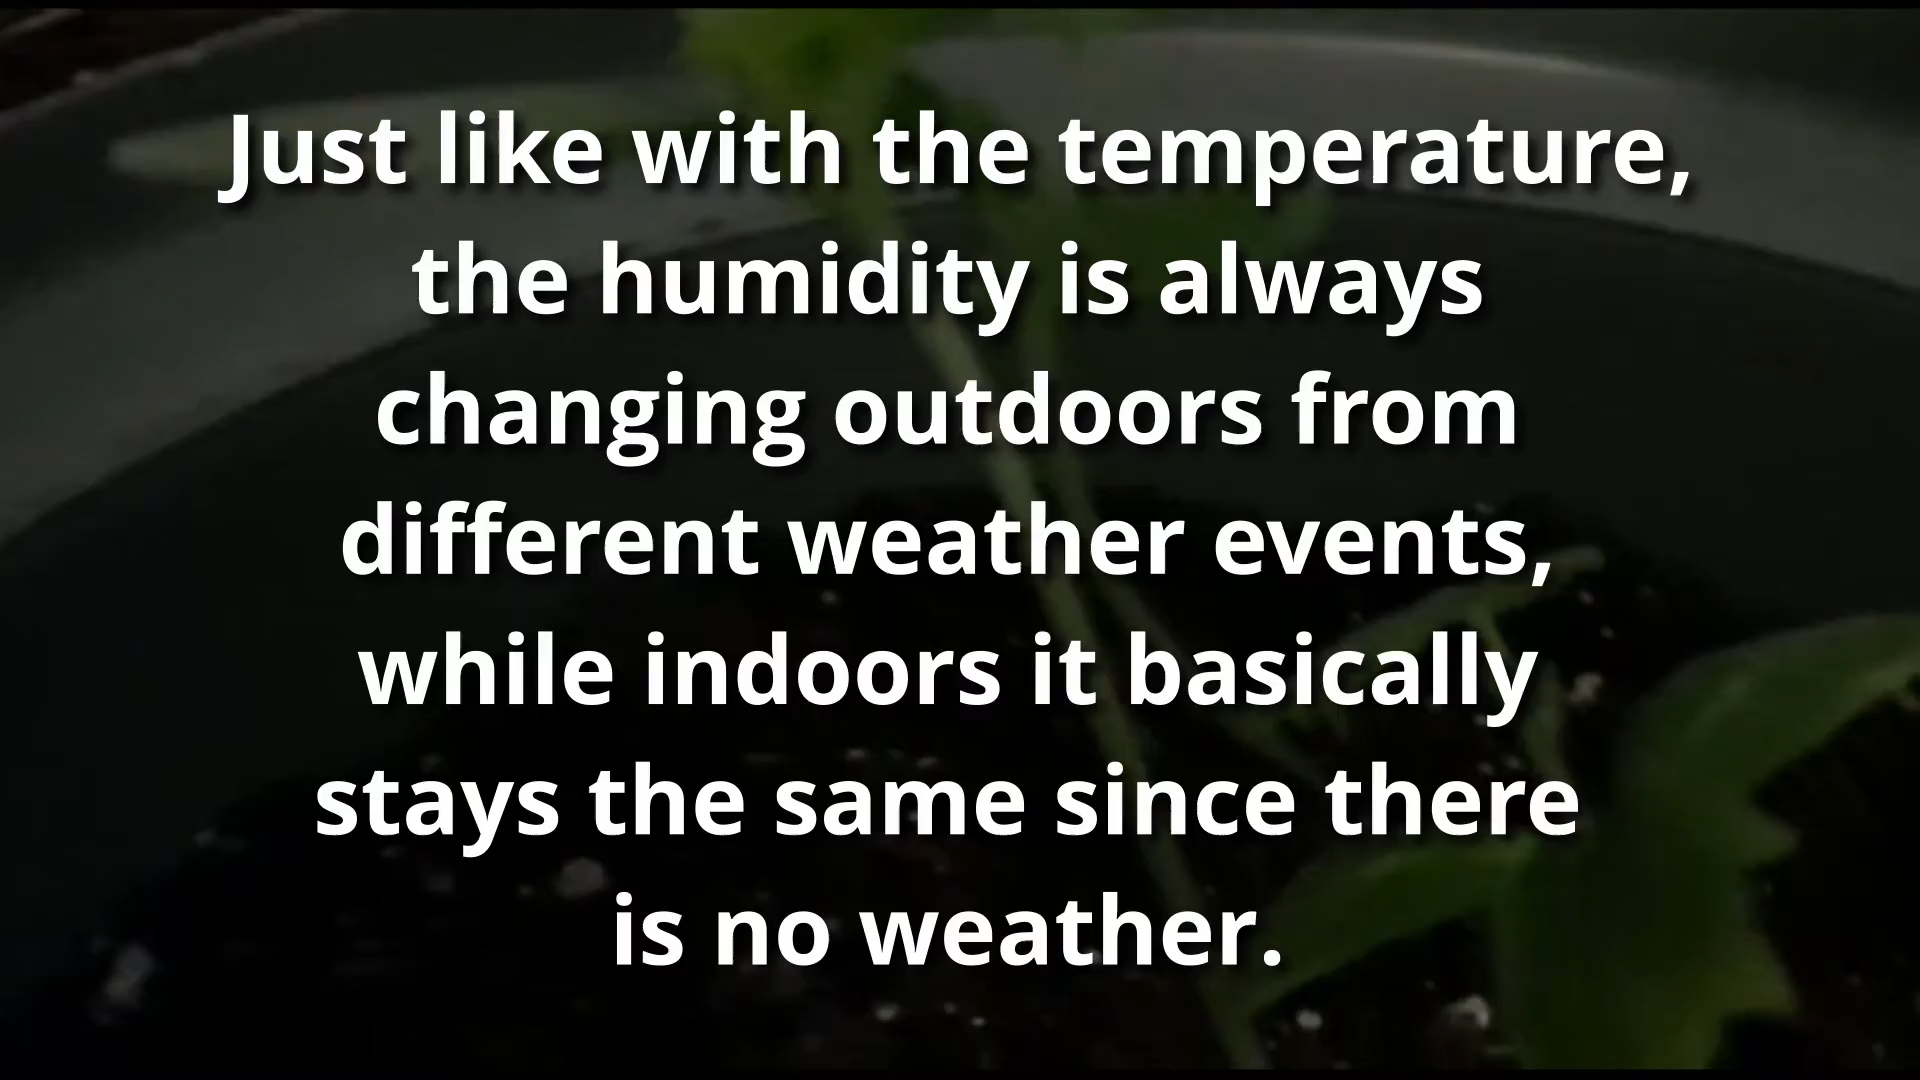 Just like with the temperature,
the humidity is always
changing outdoors from
different weather events,
while indoors it basically
stays the same since there
is no weather.